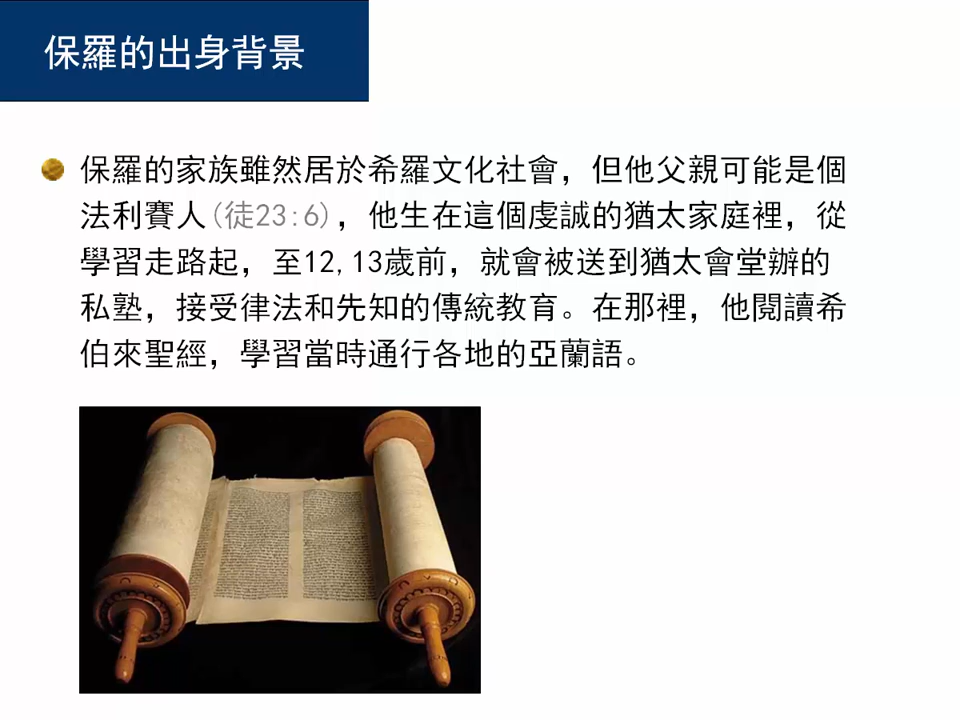 保羅的出身背景
保羅的家族雖然居於希羅文化社會，但他父親可能是個
法利賽人(徒23:6)，他生在這個虔誠的猶太家庭裡，從
學習走路起，至12,13歲前，就會被送到猶太會堂辦的
私塾，接受律法和先知的傳統教育。在那裡，他閱讀希
伯來聖經，學習當時通行各地的亞蘭語。